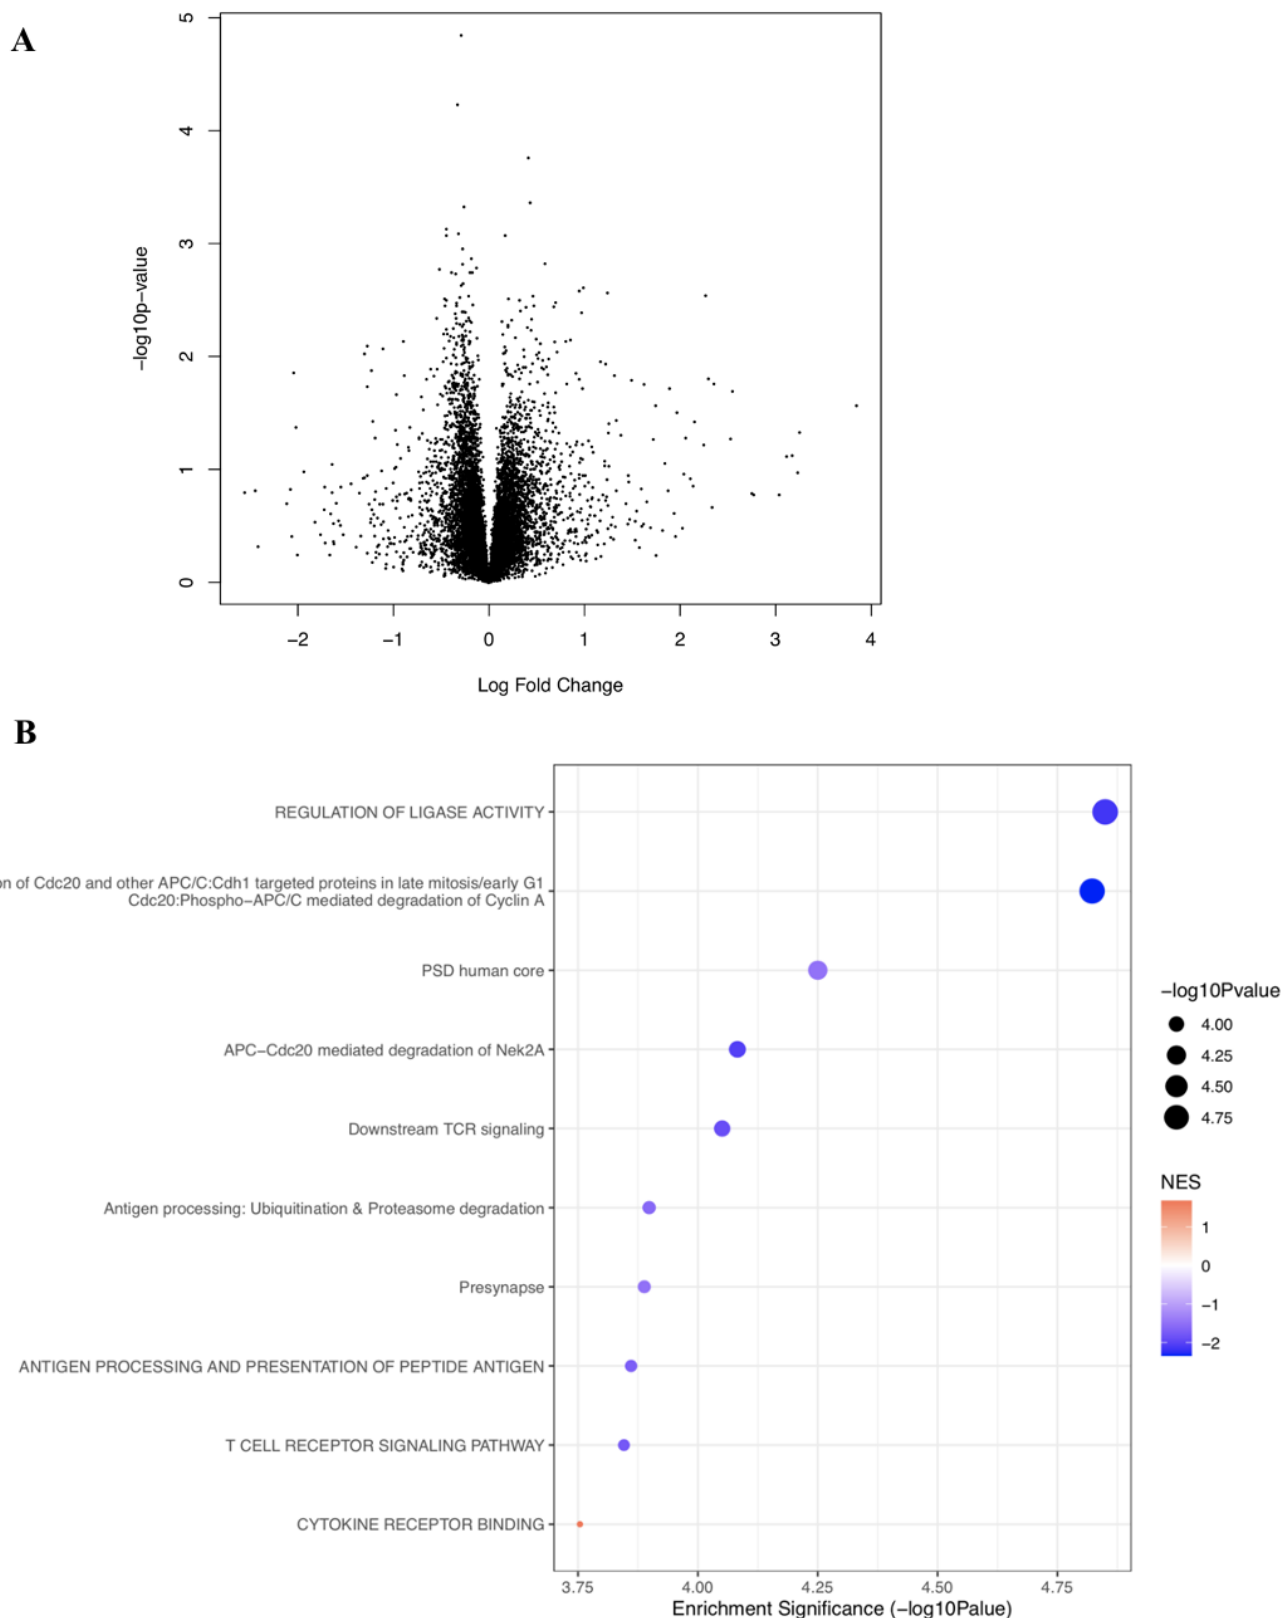 A
5
4
3
2
1
0
−log10p−value
−2 −1 0 1 2 3 4
Log Fold Change
B
REGULATION OF LIGASE ACTIVITY
of Cdc20 and other APC/C:Cdh1 targeted proteins in late mitosis/early G1
Cdc20:Phospho−APC/C mediated degradation of Cyclin A
PSD human core
APC−Cdc20 mediated degradation of Nek2A
Downstream TCR signaling
Antigen processing: Ubiquitination & Proteasome degradation
Presynapse
ANTIGEN PROCESSING AND PRESENTATION OF PEPTIDE ANTIGEN
T CELL RECEPTOR SIGNALING PATHWAY
CYTOKINE RECEPTOR BINDING
3.75 4.00 4.25 4.50 4.75
Enrichment Significance (−log10Palue)
−log10Pvalue
4.00
4.25
4.50
4.75
NES
1
0
−1
−2